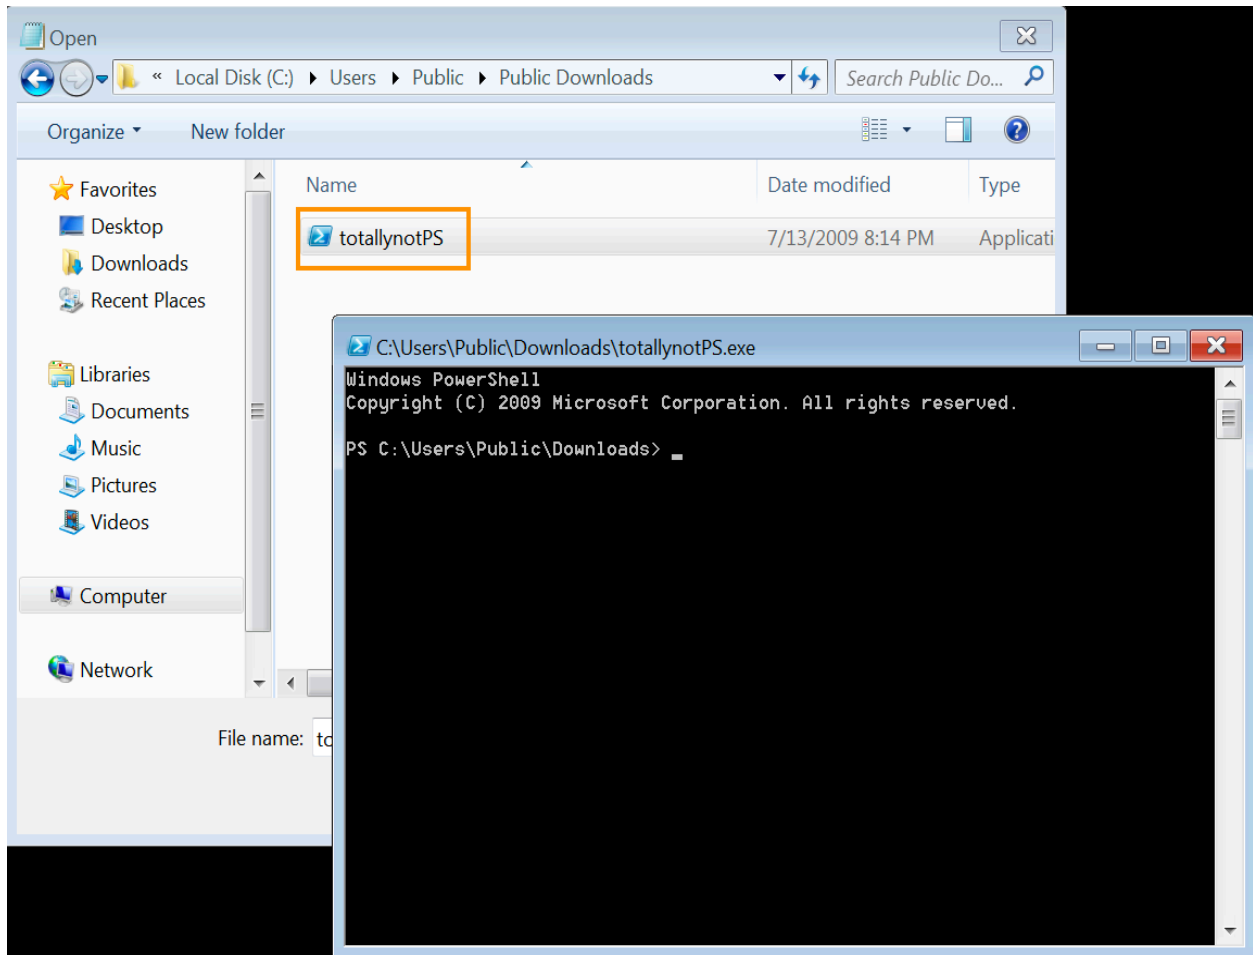 Open
« Local Disk (C:) Users Public Public Downloads Search Public Do...
Organize New folder
Name Date modified Type
totallynotPS 7/13/2009 8:14 PM Applicati
Favorites
Desktop
Downloads
Recent Places
Libraries
Documents
Music
Pictures
Videos
Computer
Network
File name: to
C:\Users\Public\Downloads\totallynotPS.exe
Windows PowerShell
Copyright (C) 2009 Microsoft Corporation. All rights reserved.
PS C:\Users\Public\Downloads> _